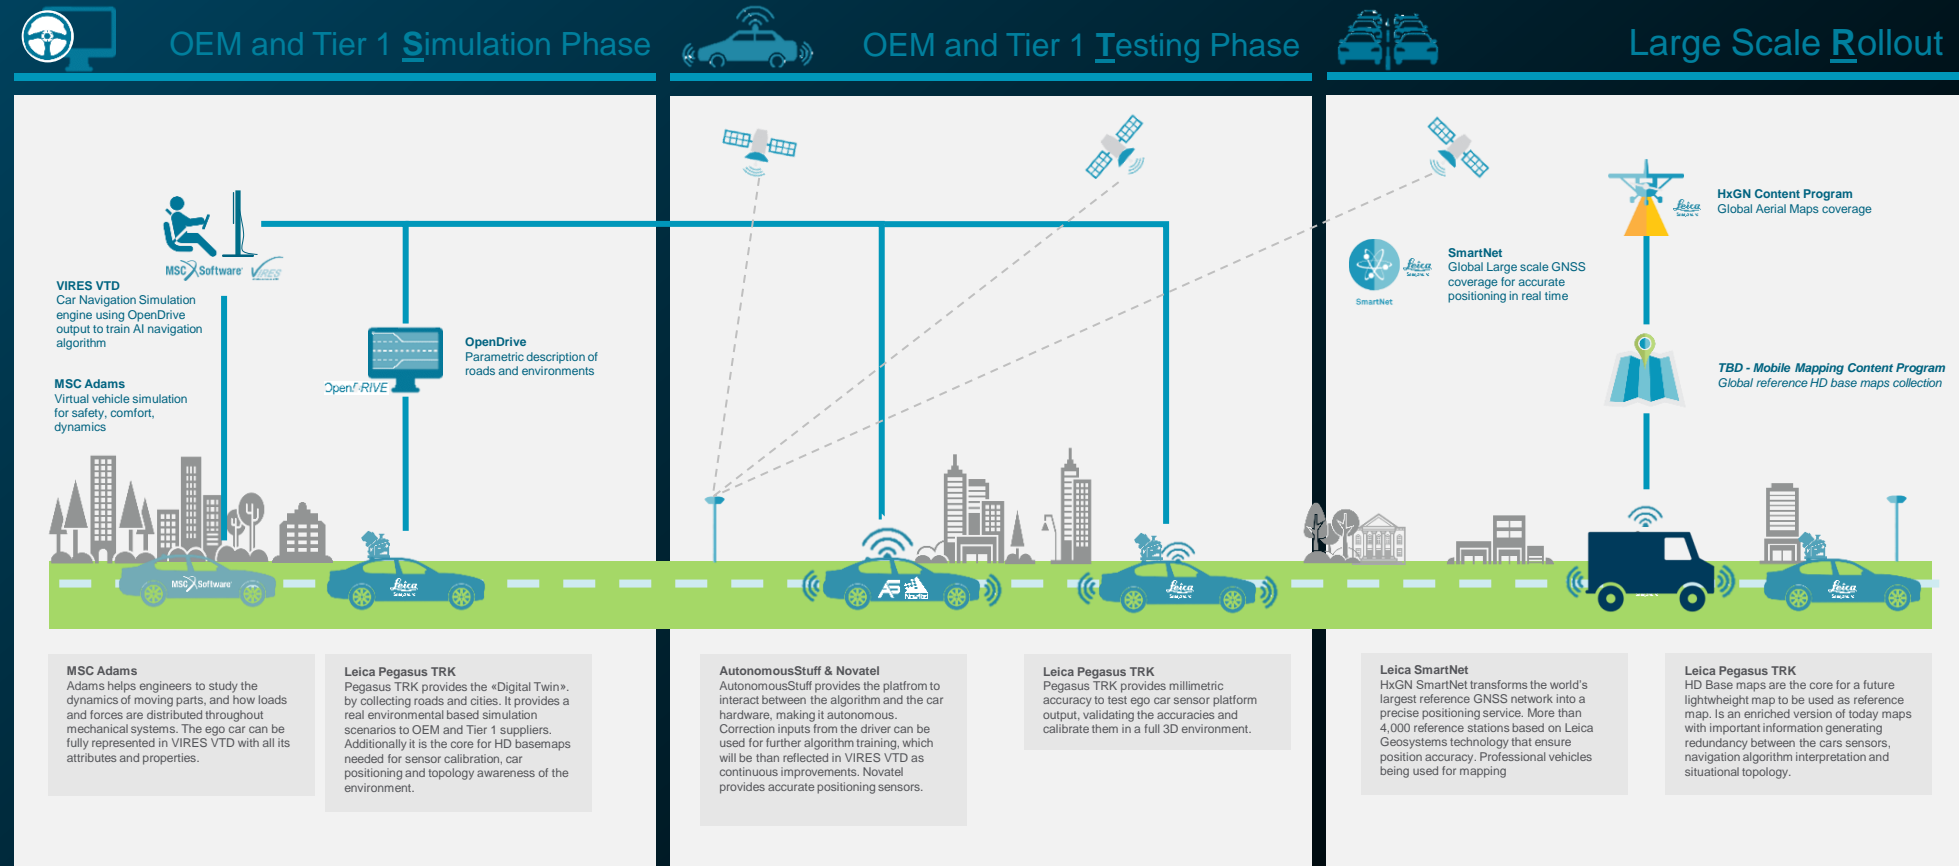 OEM and Tier 1 Simulation Phase
OEM and Tier 1 Testing Phase
Large Scale Rollout
MSC Software
VIRES
VIRES VTD
Car Navigation Simulation
engine using OpenDrive
output to train AI navigation
algorithm
MSC Adams
Virtual vehicle simulation
for safety, comfort,
dynamics
OpenDRIVE
OpenDrive
Parametric description of
roads and environments
SmartNet
Leica
SmartNet
Global Large scale GNSS
coverage for accurate
positioning in real time
Leica
HxGN Content Program
Global Aerial Maps coverage
TBD - Mobile Mapping Content Program
Global reference HD base maps collection
MSC Software
Leica
AS
NovAtel
Leica
Leica
MSC Adams
Adams helps engineers to study the
dynamics of moving parts, and how loads
and forces are distributed throughout
mechanical systems. The ego car can be
fully represented in VIRES VTD with all its
attributes and properties.
Leica Pegasus TRK
Pegasus TRK provides the «Digital Twin».
by collecting roads and cities. It provides a
real environmental based simulation
scenarios to OEM and Tier 1 suppliers.
Additionally it is the core for HD basemaps
needed for sensor calibration, car
positioning and topology awareness of the
environment.
AutonomousStuff & Novatel
AutonomousStuff provides the platfrom to
interact between the algorithm and the car
hardware, making it autonomous.
Correction inputs from the driver can be
used for further algorithm training, which
will be than reflected in VIRES VTD as
continuous improvements. Novatel
provides accurate positioning sensors.
Leica Pegasus TRK
Pegasus TRK provides millimetric
accuracy to test ego car sensor platform
output, validating the accuracies and
calibrate them in a full 3D environment.
Leica SmartNet
HxGN SmartNet transforms the world's
largest reference GNSS network into a
precise positioning service. More than
4,000 reference stations based on Leica
Geosystems technology that ensure
position accuracy. Professional vehicles
being used for mapping
Leica Pegasus TRK
HD Base maps are the core for a future
lightwheight map to be used as reference
map. Is an enriched version of today maps
with important information generating
redundancy between the cars sensors,
navigation algorithm interpretation and
situational topology.